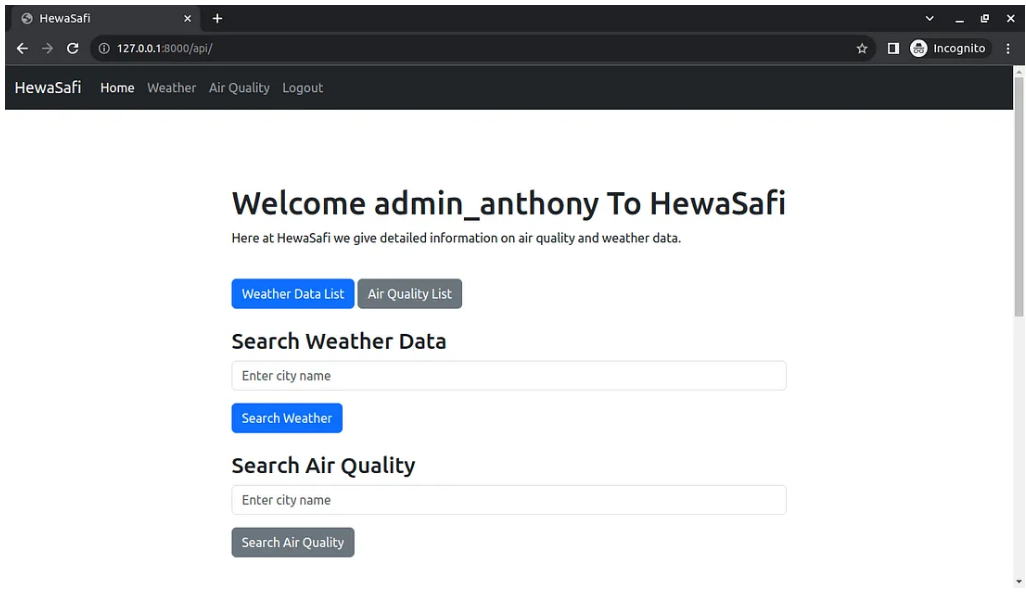 HewaSafi
127.0.0.1:8000/api/
Incognito
HewaSafi Home Weather Air Quality Logout
Welcome admin_anthony To HewaSafi
Here at HewaSafi we give detailed information on air quality and weather data.
Weather Data List Air Quality List
Search Weather Data
Enter city name
Search Weather
Search Air Quality
Enter city name
Search Air Quality